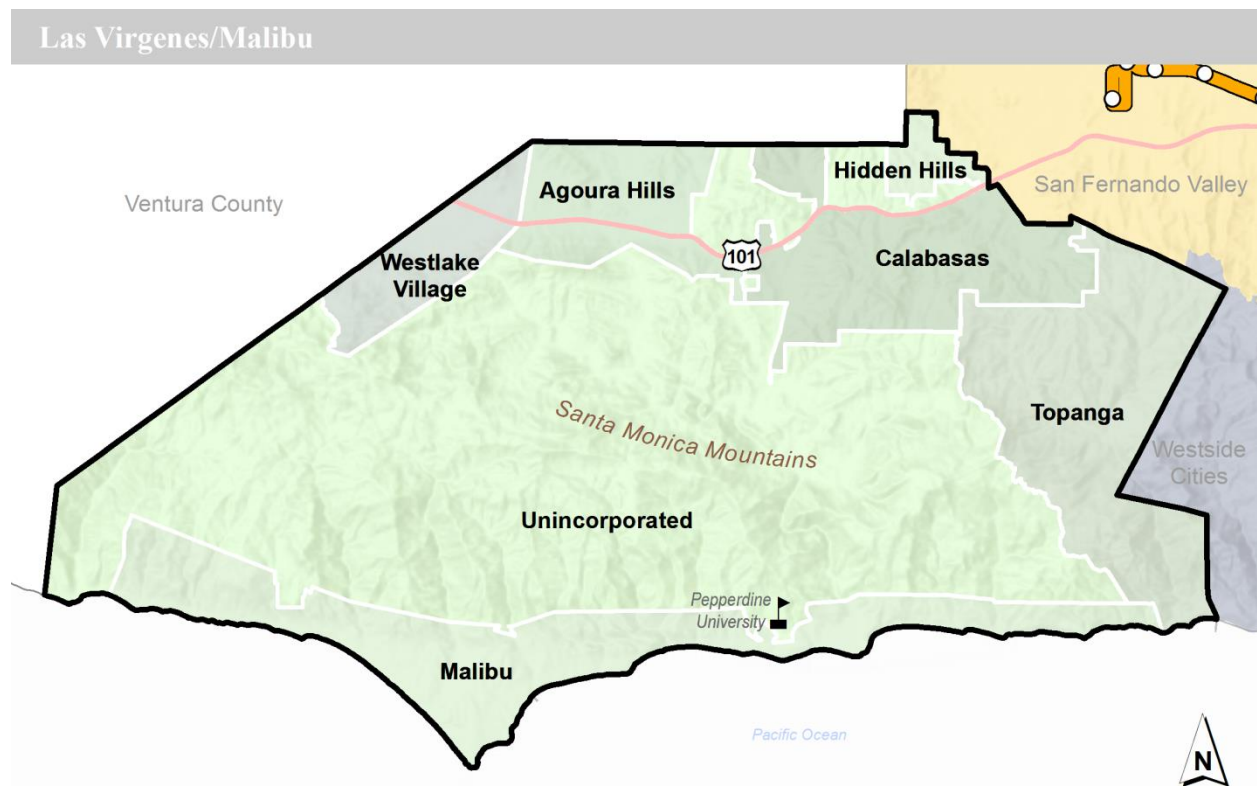 Las Virgenes/Malibu
Hidden Hills
Agoura Hills
San Fernando Valley
Ventura County
101
Calabasas
Westlake
Village
Topanga
Santa Monica Mountains
Westside
Cities
Unincorporated
Pepperdine
University
Malibu
Pacific Ocean
N